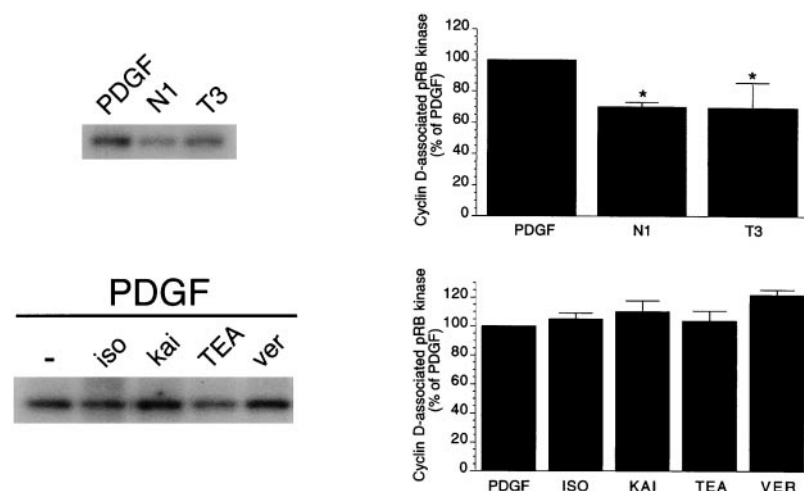 PDGF N1 T3
Cyclin D-associated pRB kinase
(% of PDGF)
120
100
80
60
40
20
0
*
*
PDGF N1 T3
PDGF
- iso kai TEA ver
Cyclin D-associated pRB kinase
(% of PDGF)
120
100
80
60
40
20
0
PDGF ISO KAI TEA VER